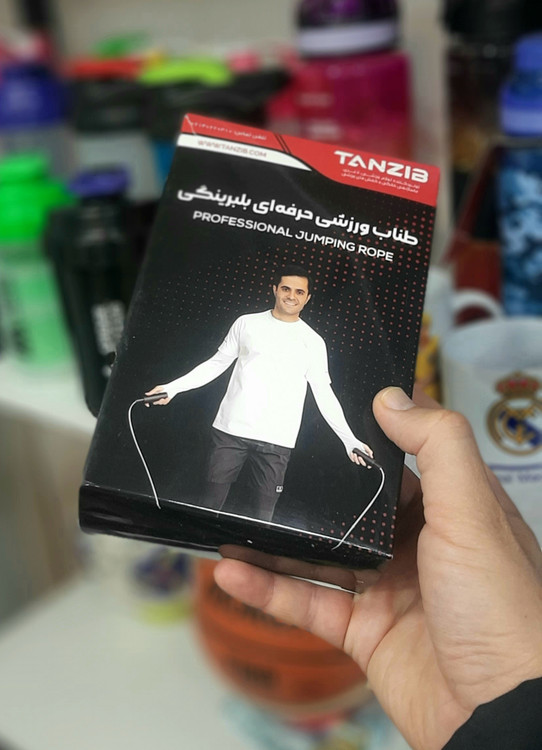 WWW.TANZIB.COM
TANZIB
طناب ورزشی حرفه‌ای بلبرینگی
PROFESSIONAL JUMPING ROPE